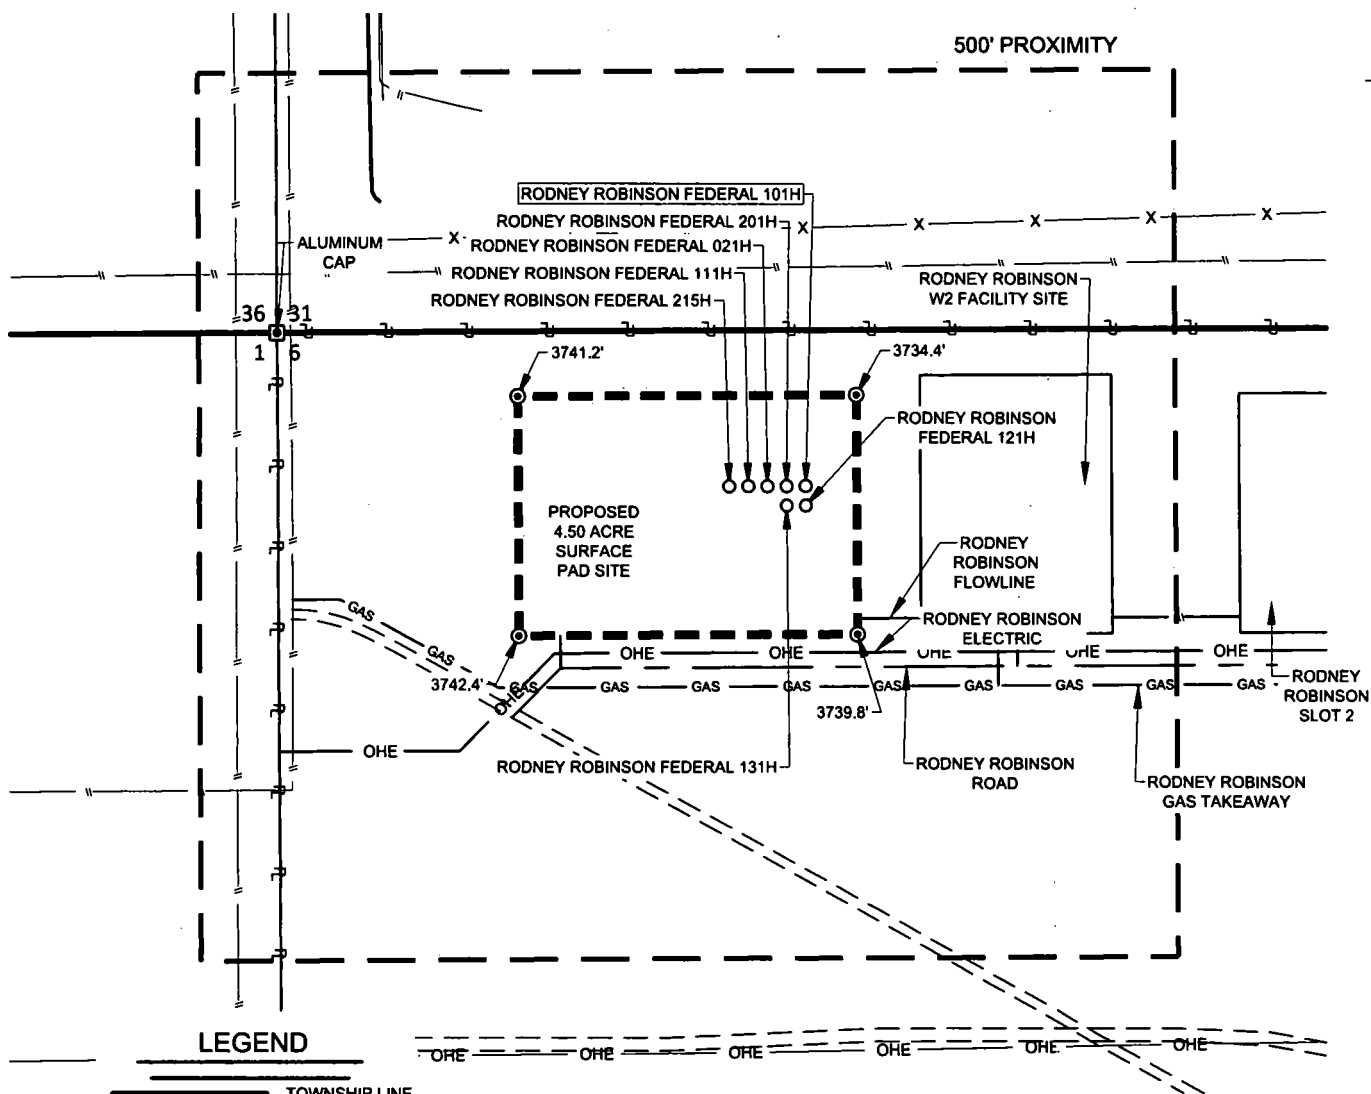 500' PROXIMITY
RODNEY ROBINSON FEDERAL 101H
RODNEY ROBINSON FEDERAL 201H
X
X
X
X
X
ALUMINUM
CAP
X
RODNEY ROBINSON FEDERAL 021H
RODNEY ROBINSON FEDERAL 111H
RODNEY ROBINSON
W2 FACILITY SITE
RODNEY ROBINSON FEDERAL 215H
36 31
1 6
3741.2'
3734.4'
RODNEY ROBINSON
FEDERAL 121H
PROPOSED
4.50 ACRE
SURFACE
PAD SITE
RODNEY
ROBINSON
FLOWLINE
GAS
RODNEY ROBINSON
ELECTRIC
GAS
OHE OHE OHE OHE OHE
3742.4'
GAS GAS GAS GAS GAS GAS GAS GAS GAS
OHE
3739.8'
RODNEY
ROBINSON
SLOT 2
OHE
RODNEY ROBINSON FEDERAL 131H
RODNEY ROBINSON
ROAD
RODNEY ROBINSON
GAS TAKEAWAY
LEGEND
OHE OHE OHE OHE OHE OHE
TOWNSHIP LINE